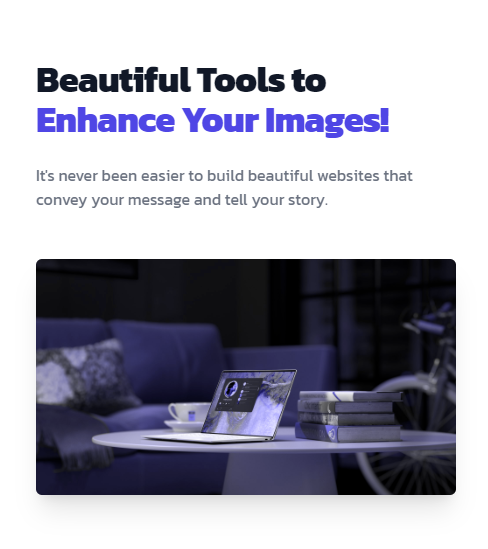 Beautiful Tools to
Enhance Your Images!
It's never been easier to build beautiful websites that
convey your message and tell your story.